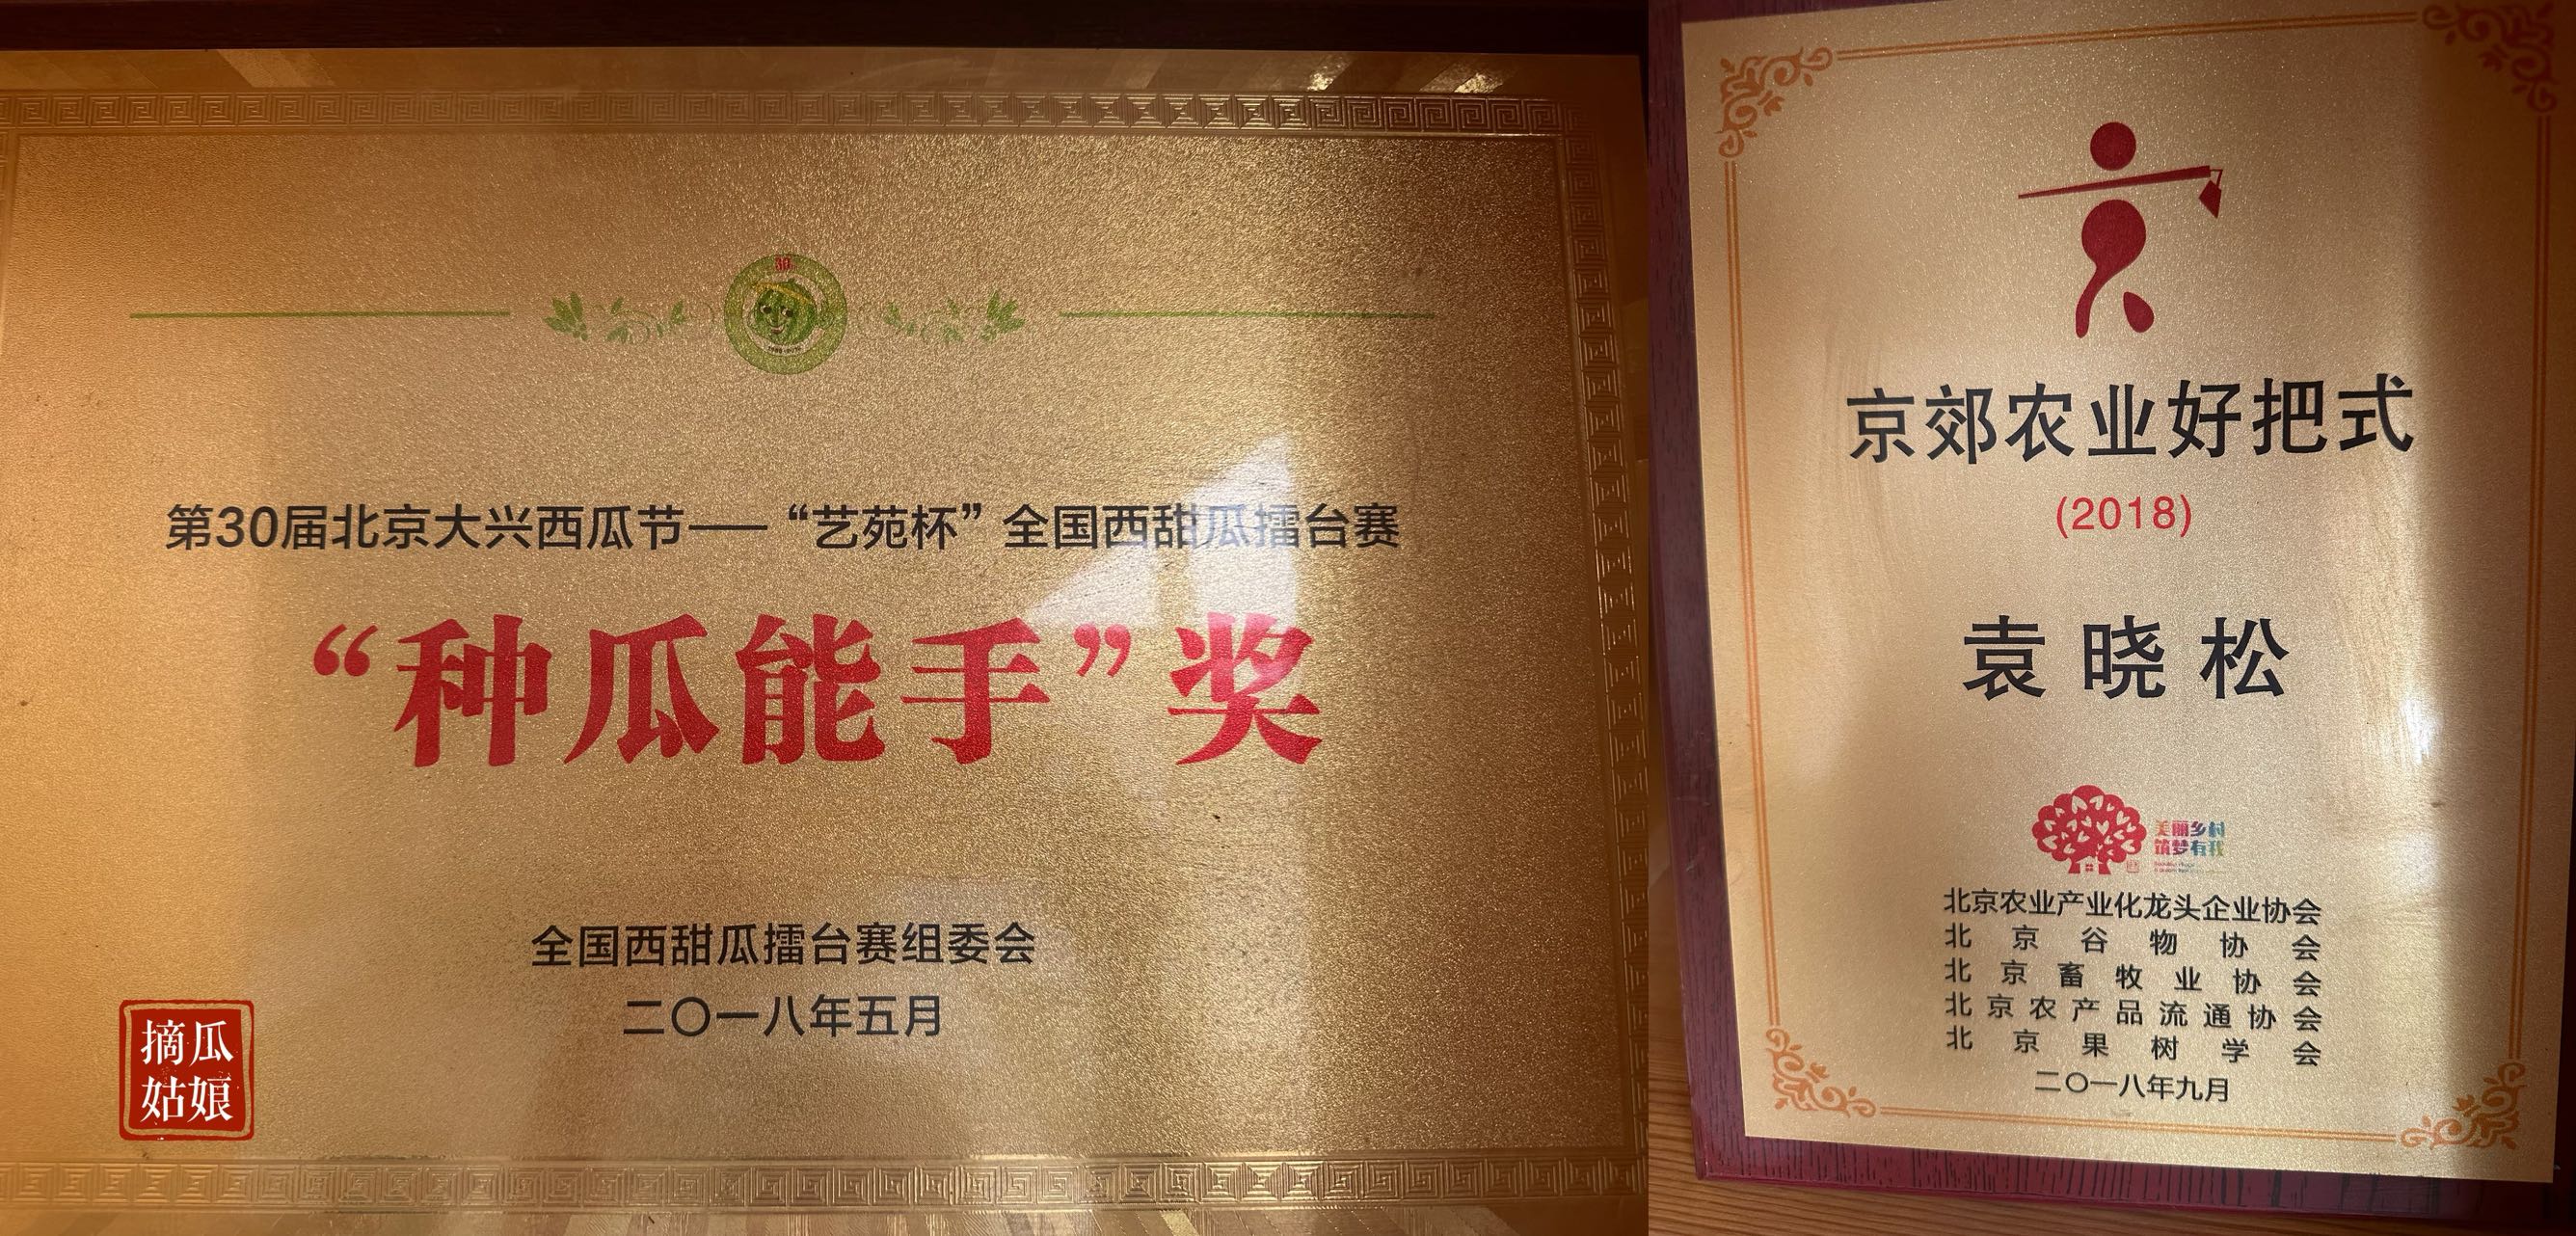 30
第30届北京大兴西瓜节——“艺苑杯”全国西甜瓜擂台赛
“种瓜能手”奖
全国西甜瓜擂台赛组委会
二〇一八年五月
摘瓜
姑娘
京郊农业好把式
(2018)
袁晓松
美丽乡村
筑梦有我
北京农业产业化龙头企业协会
北京谷物协会
北京畜牧业协会
北京农产品流通协会
北京果树学会
二〇一八年九月